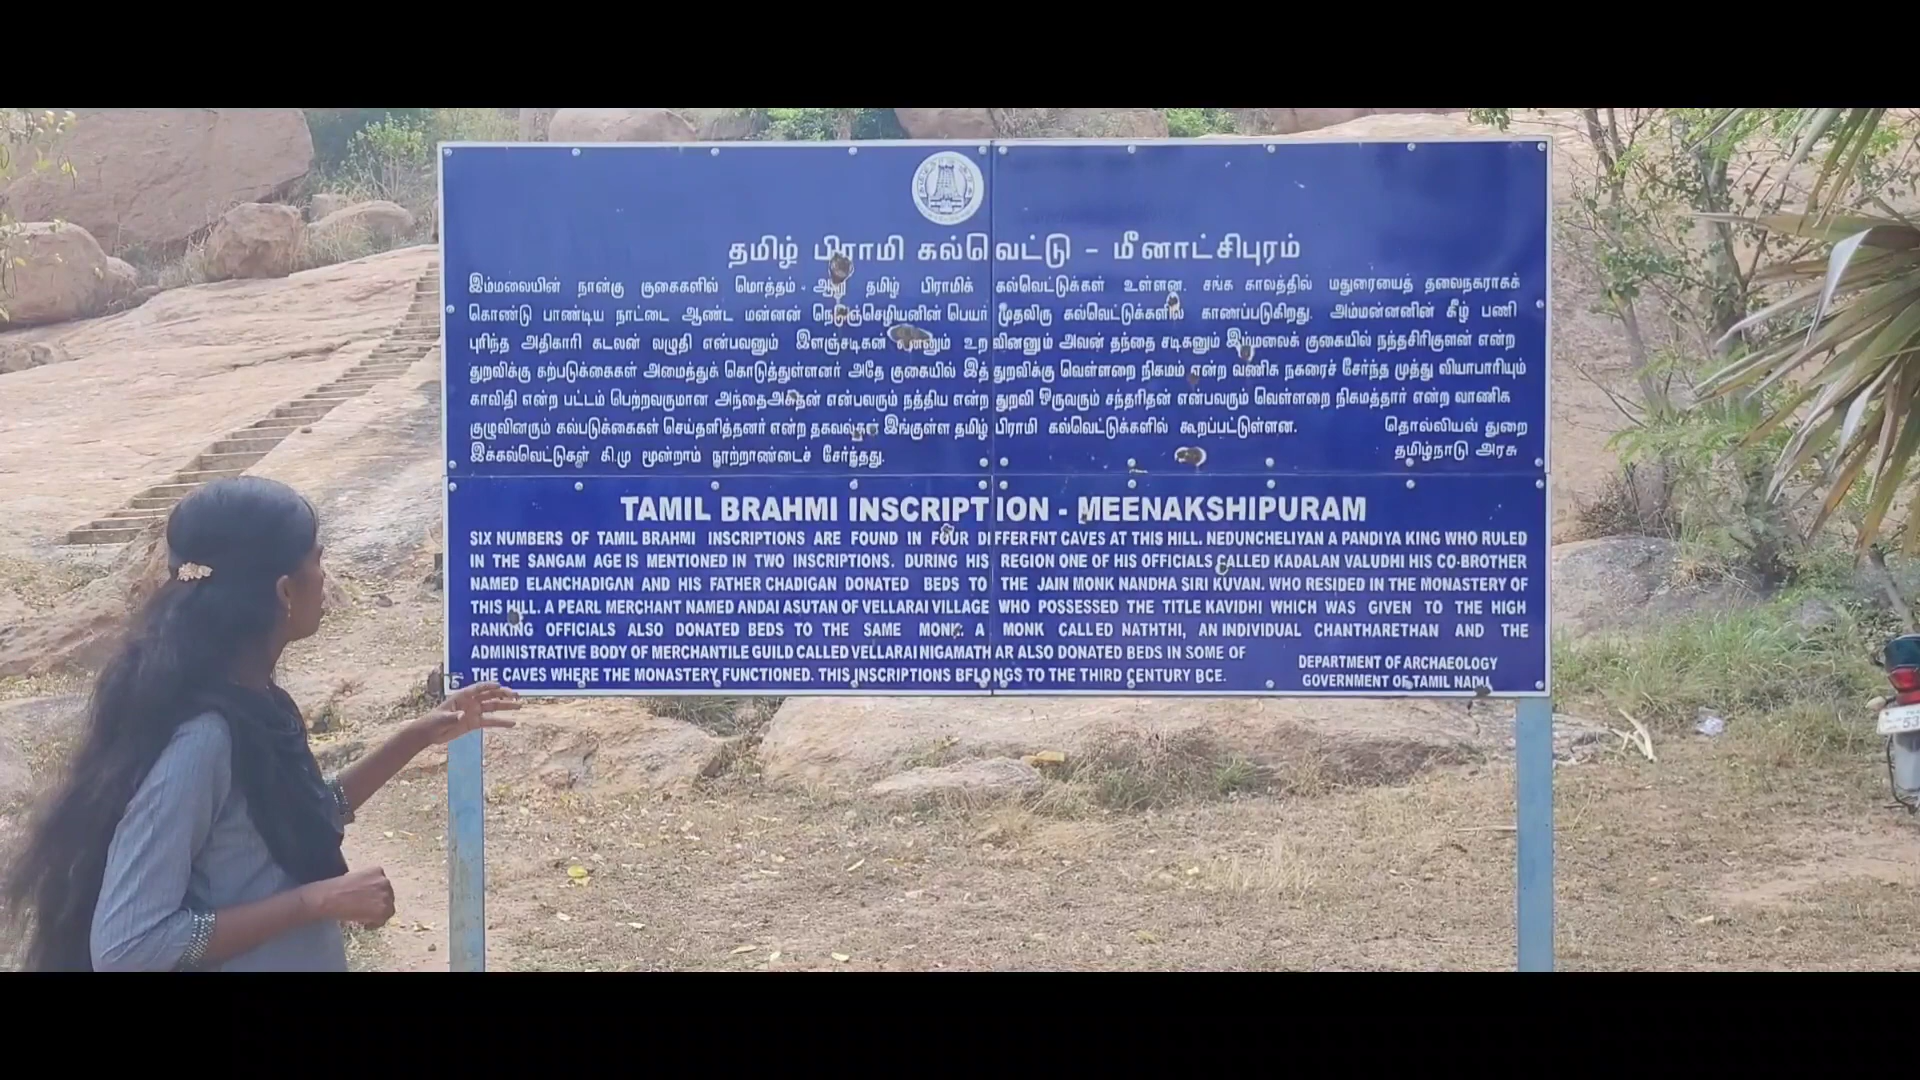 தமிழ் பிராமி கல்வெட்டு - மீனாட்சிபுரம்
இம்மலையின் நான்கு குகைகளில் மொத்தம் ஆறு தமிழ் பிராமிக் கல்வெட்டுக்கள் உள்ளன. சங்க காலத்தில் மதுரையைத் தலைநகராகக்
கொண்டு பாண்டிய நாட்டை ஆண்ட மன்னன் நெடுஞ்செழியனின் பெயர் முதலிரு கல்வெட்டுக்களில் காணப்படுகிறது. அம்மன்னனின் கீழ் பணி
புரிந்த அதிகாரி கடலன் வழுதி என்பவனும் இளஞ்சடிகன் என்னும் உறவினனும் அவன் தந்தை சடிகனும் இம்மலைக் குகையில் நந்தசிரிகுவன் என்ற
துறவிக்கு கற்படுக்கைகள் அமைத்துக் கொடுத்துள்ளனர் அதே குகையில் இத் துறவிக்கு வெள்ளறை நிகமம் என்ற வணிக நகரைச் சேர்ந்த முத்து வியாபாரியும்
காவிதி என்ற பட்டம் பெற்றவருமான அந்தைஅசுதன் என்பவரும் நத்திய என்ற துறவி ஒருவரும் சந்தரிதன் என்பவரும் வெள்ளறை நிகமத்தார் என்ற வாணிக
குழுவினரும் கல்படுக்கைகள் செய்தளித்தனர் என்ற தகவல்கள் இங்குள்ள தமிழ் பிராமி கல்வெட்டுக்களில் கூறப்பட்டுள்ளன.
இக்கல்வெட்டுகள் கி.மு மூன்றாம் நூற்றாண்டைச் சேர்ந்தது.
தொல்லியல் துறை
தமிழ்நாடு அரசு
TAMIL BRAHMI INSCRIPTION - MEENAKSHIPURAM
SIX NUMBERS OF TAMIL BRAHMI INSCRIPTIONS ARE FOUND IN FOUR DIFFERENT CAVES AT THIS HILL. NEDUNCHELIYAN A PANDIYA KING WHO RULED
IN THE SANGAM AGE IS MENTIONED IN TWO INSCRIPTIONS. DURING HIS REGION ONE OF HIS OFFICIALS CALLED KADALAN VALUDHI HIS CO-BROTHER
NAMED ELANCHADIGAN AND HIS FATHER CHADIGAN DONATED BEDS TO THE JAIN MONK NANDHA SIRI KUVAN. WHO RESIDED IN THE MONASTERY OF
THIS HILL. A PEARL MERCHANT NAMED ANDAI ASUTAN OF VELLARAI VILLAGE WHO POSSESSED THE TITLE KAVIDHI WHICH WAS GIVEN TO THE HIGH
RANKING OFFICIALS ALSO DONATED BEDS TO THE SAME MONK. A MONK CALLED NATHTHI, AN INDIVIDUAL CHANTHARETHAN AND THE
ADMINISTRATIVE BODY OF MERCHANTILE GUILD CALLED VELLARAI NIGAMATHAR ALSO DONATED BEDS IN SOME OF
THE CAVES WHERE THE MONASTERY FUNCTIONED. THIS INSCRIPTIONS BELONGS TO THE THIRD CENTURY BCE.
DEPARTMENT OF ARCHAEOLOGY
GOVERNMENT OF TAMIL NADU
53